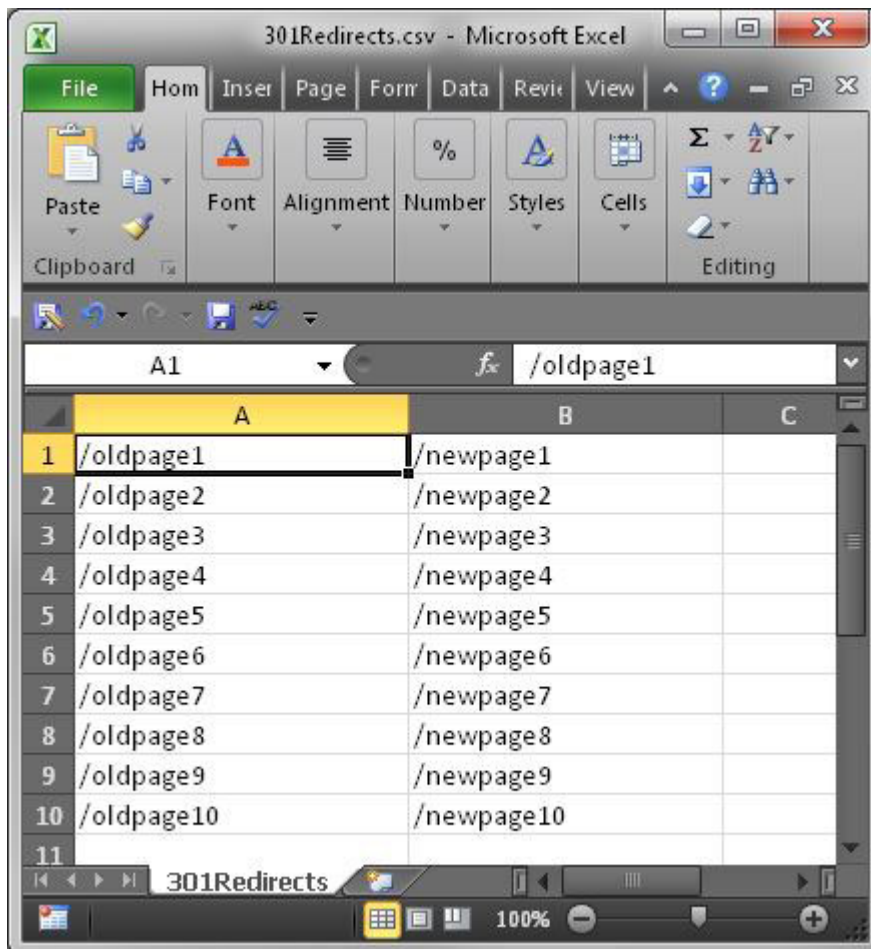 301Redirects.csv - Microsoft Excel
File Hom Inser Page Form Data Revie View
Paste Font Alignment Number Styles Cells
Clipboard Editing
A1 fx /oldpage1
A B C
1 /oldpage1 /newpage1
2 /oldpage2 /newpage2
3 /oldpage3 /newpage3
4 /oldpage4 /newpage4
5 /oldpage5 /newpage5
6 /oldpage6 /newpage6
7 /oldpage7 /newpage7
8 /oldpage8 /newpage8
9 /oldpage9 /newpage9
10 /oldpage10 /newpage10
11
301Redirects
100%